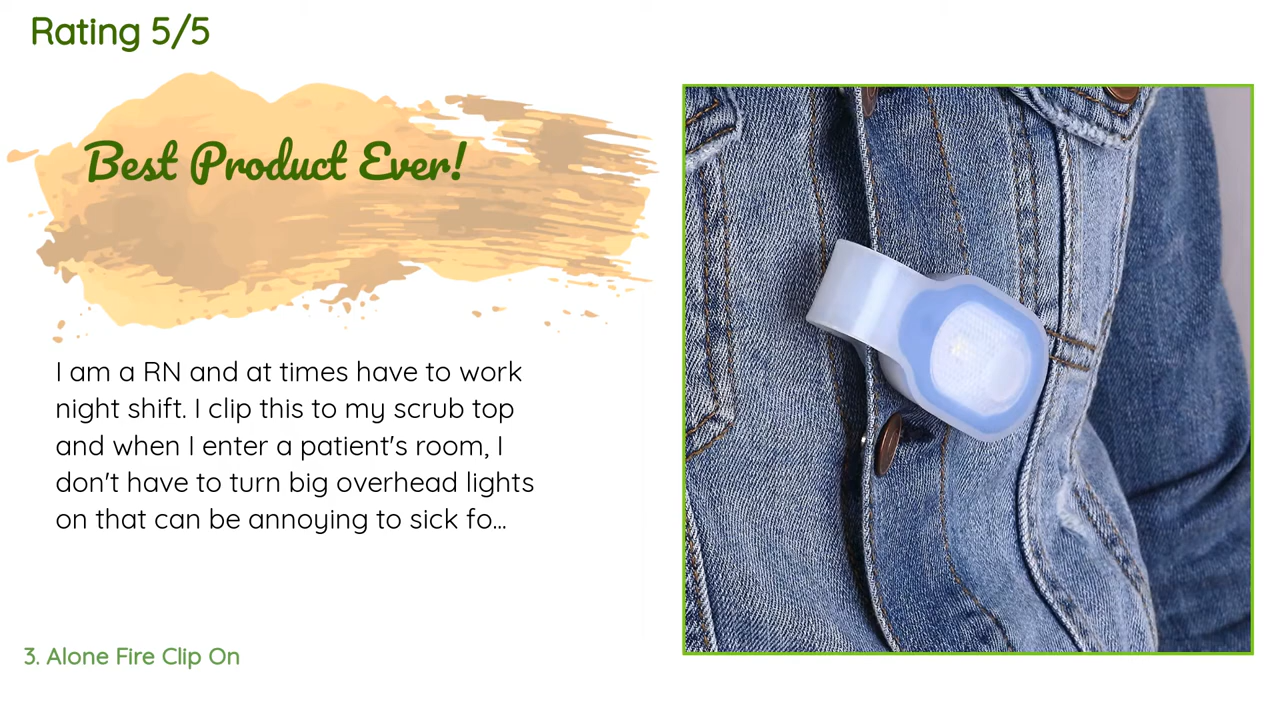 Rating 5/5
Best Product Ever!
I am a RN and at times have to work
night shift. I clip this to my scrub top
and when I enter a patient's room, I
don't have to turn big overhead lights
on that can be annoying to sick fo...
3. Alone Fire Clip On